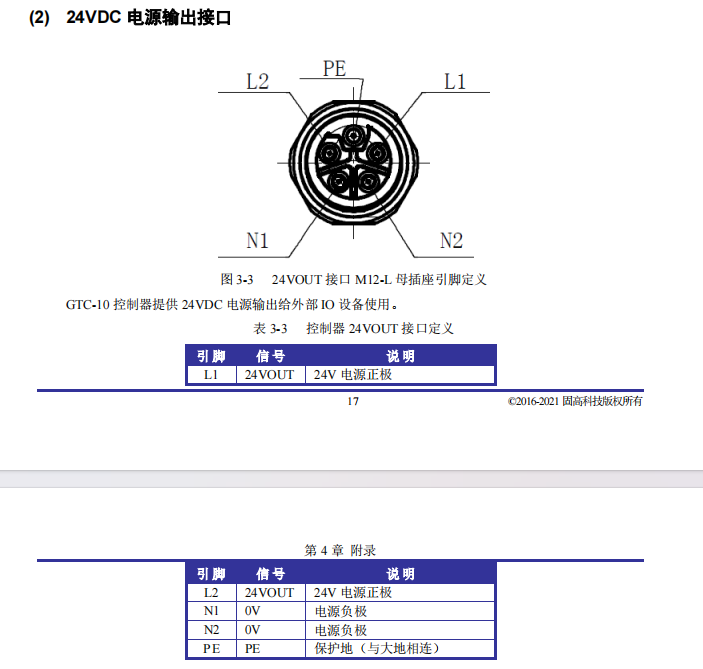 (2) 24VDC 电源输出接口
PE
L2 L1
N1 N2
图 3-3 24VOUT 接口 M12-L 母插座引脚定义
GTC-10 控制器提供 24VDC 电源输出给外部 IO 设备使用。
表 3-3 控制器 24VOUT 接口定义
引脚 信号 说明
L1 24VOUT 24V 电源正极
17 ©2016-2021 固高科技版权所有
第 4 章 附录
引脚 信号 说明
L2 24VOUT 24V 电源正极
N1 0V 电源负极
N2 0V 电源负极
PE PE 保护地（与大地相连）